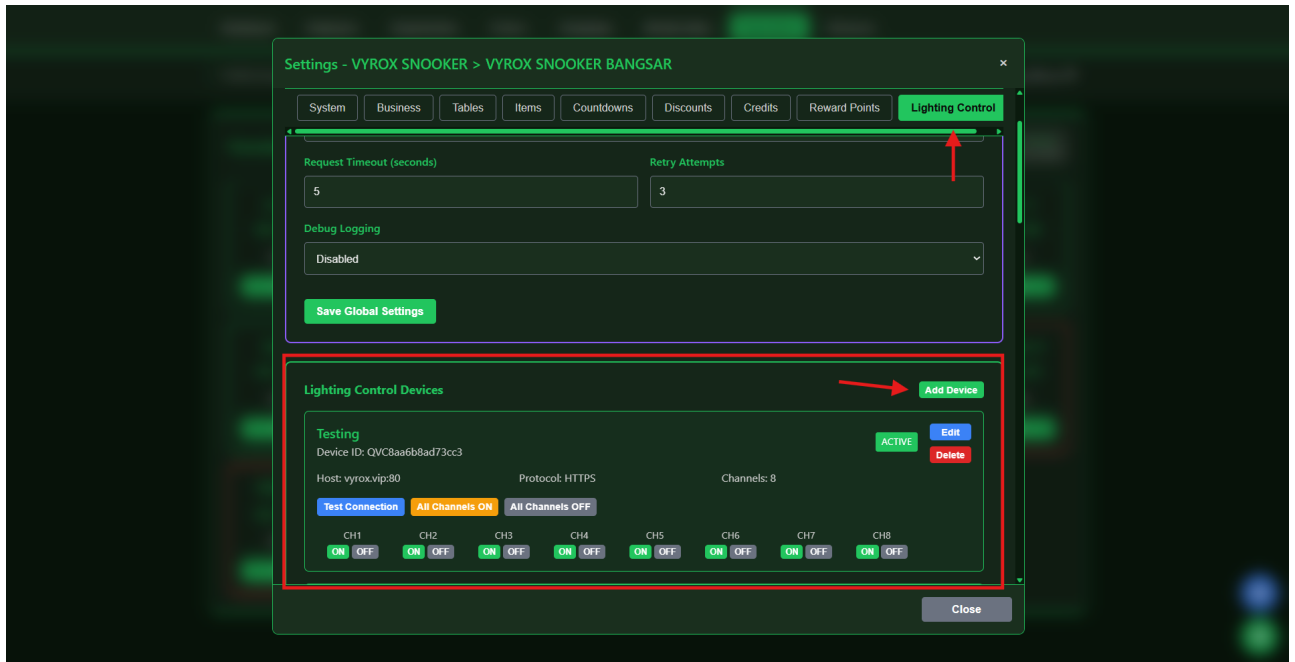 Settings - VYROX SNOOKER > VYROX SNOOKER BANGSAR ×
System Business Tables Items Countdowns Discounts Credits Reward Points Lighting Control
Request Timeout (seconds) Retry Attempts
5 3
Debug Logging
Disabled
Save Global Settings
Lighting Control Devices Add Device
Testing ACTIVE Edit
Device ID: QVC8aa6b8ad73cc3 Delete
Host: vyrox.vip:80 Protocol: HTTPS Channels: 8
Test Connection All Channels ON All Channels OFF
CH1 CH2 CH3 CH4 CH5 CH6 CH7 CH8
ON OFF ON OFF ON OFF ON OFF ON OFF ON OFF ON OFF ON OFF
Close